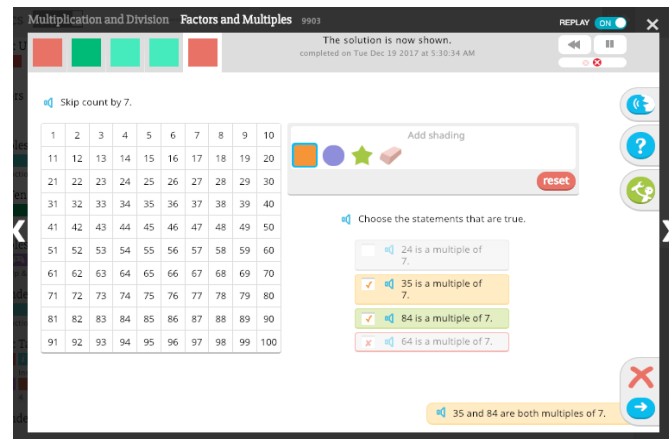 Multiplication and Division Factors and Multiples 9903
REPLAY ON
The solution is now shown.
completed on Tue Dec 19 2017 at 5:30:34 AM
Skip count by 7.
1 2 3 4 5 6 7 8 9 10
11 12 13 14 15 16 17 18 19 20
21 22 23 24 25 26 27 28 29 30
31 32 33 34 35 36 37 38 39 40
41 42 43 44 45 46 47 48 49 50
51 52 53 54 55 56 57 58 59 60
61 62 63 64 65 66 67 68 69 70
71 72 73 74 75 76 77 78 79 80
81 82 83 84 85 86 87 88 89 90
91 92 93 94 95 96 97 98 99 100
Add shading
reset
Choose the statements that are true.
24 is a multiple of
7.
35 is a multiple of
7.
84 is a multiple of 7.
64 is a multiple of 7.
35 and 84 are both multiples of 7.